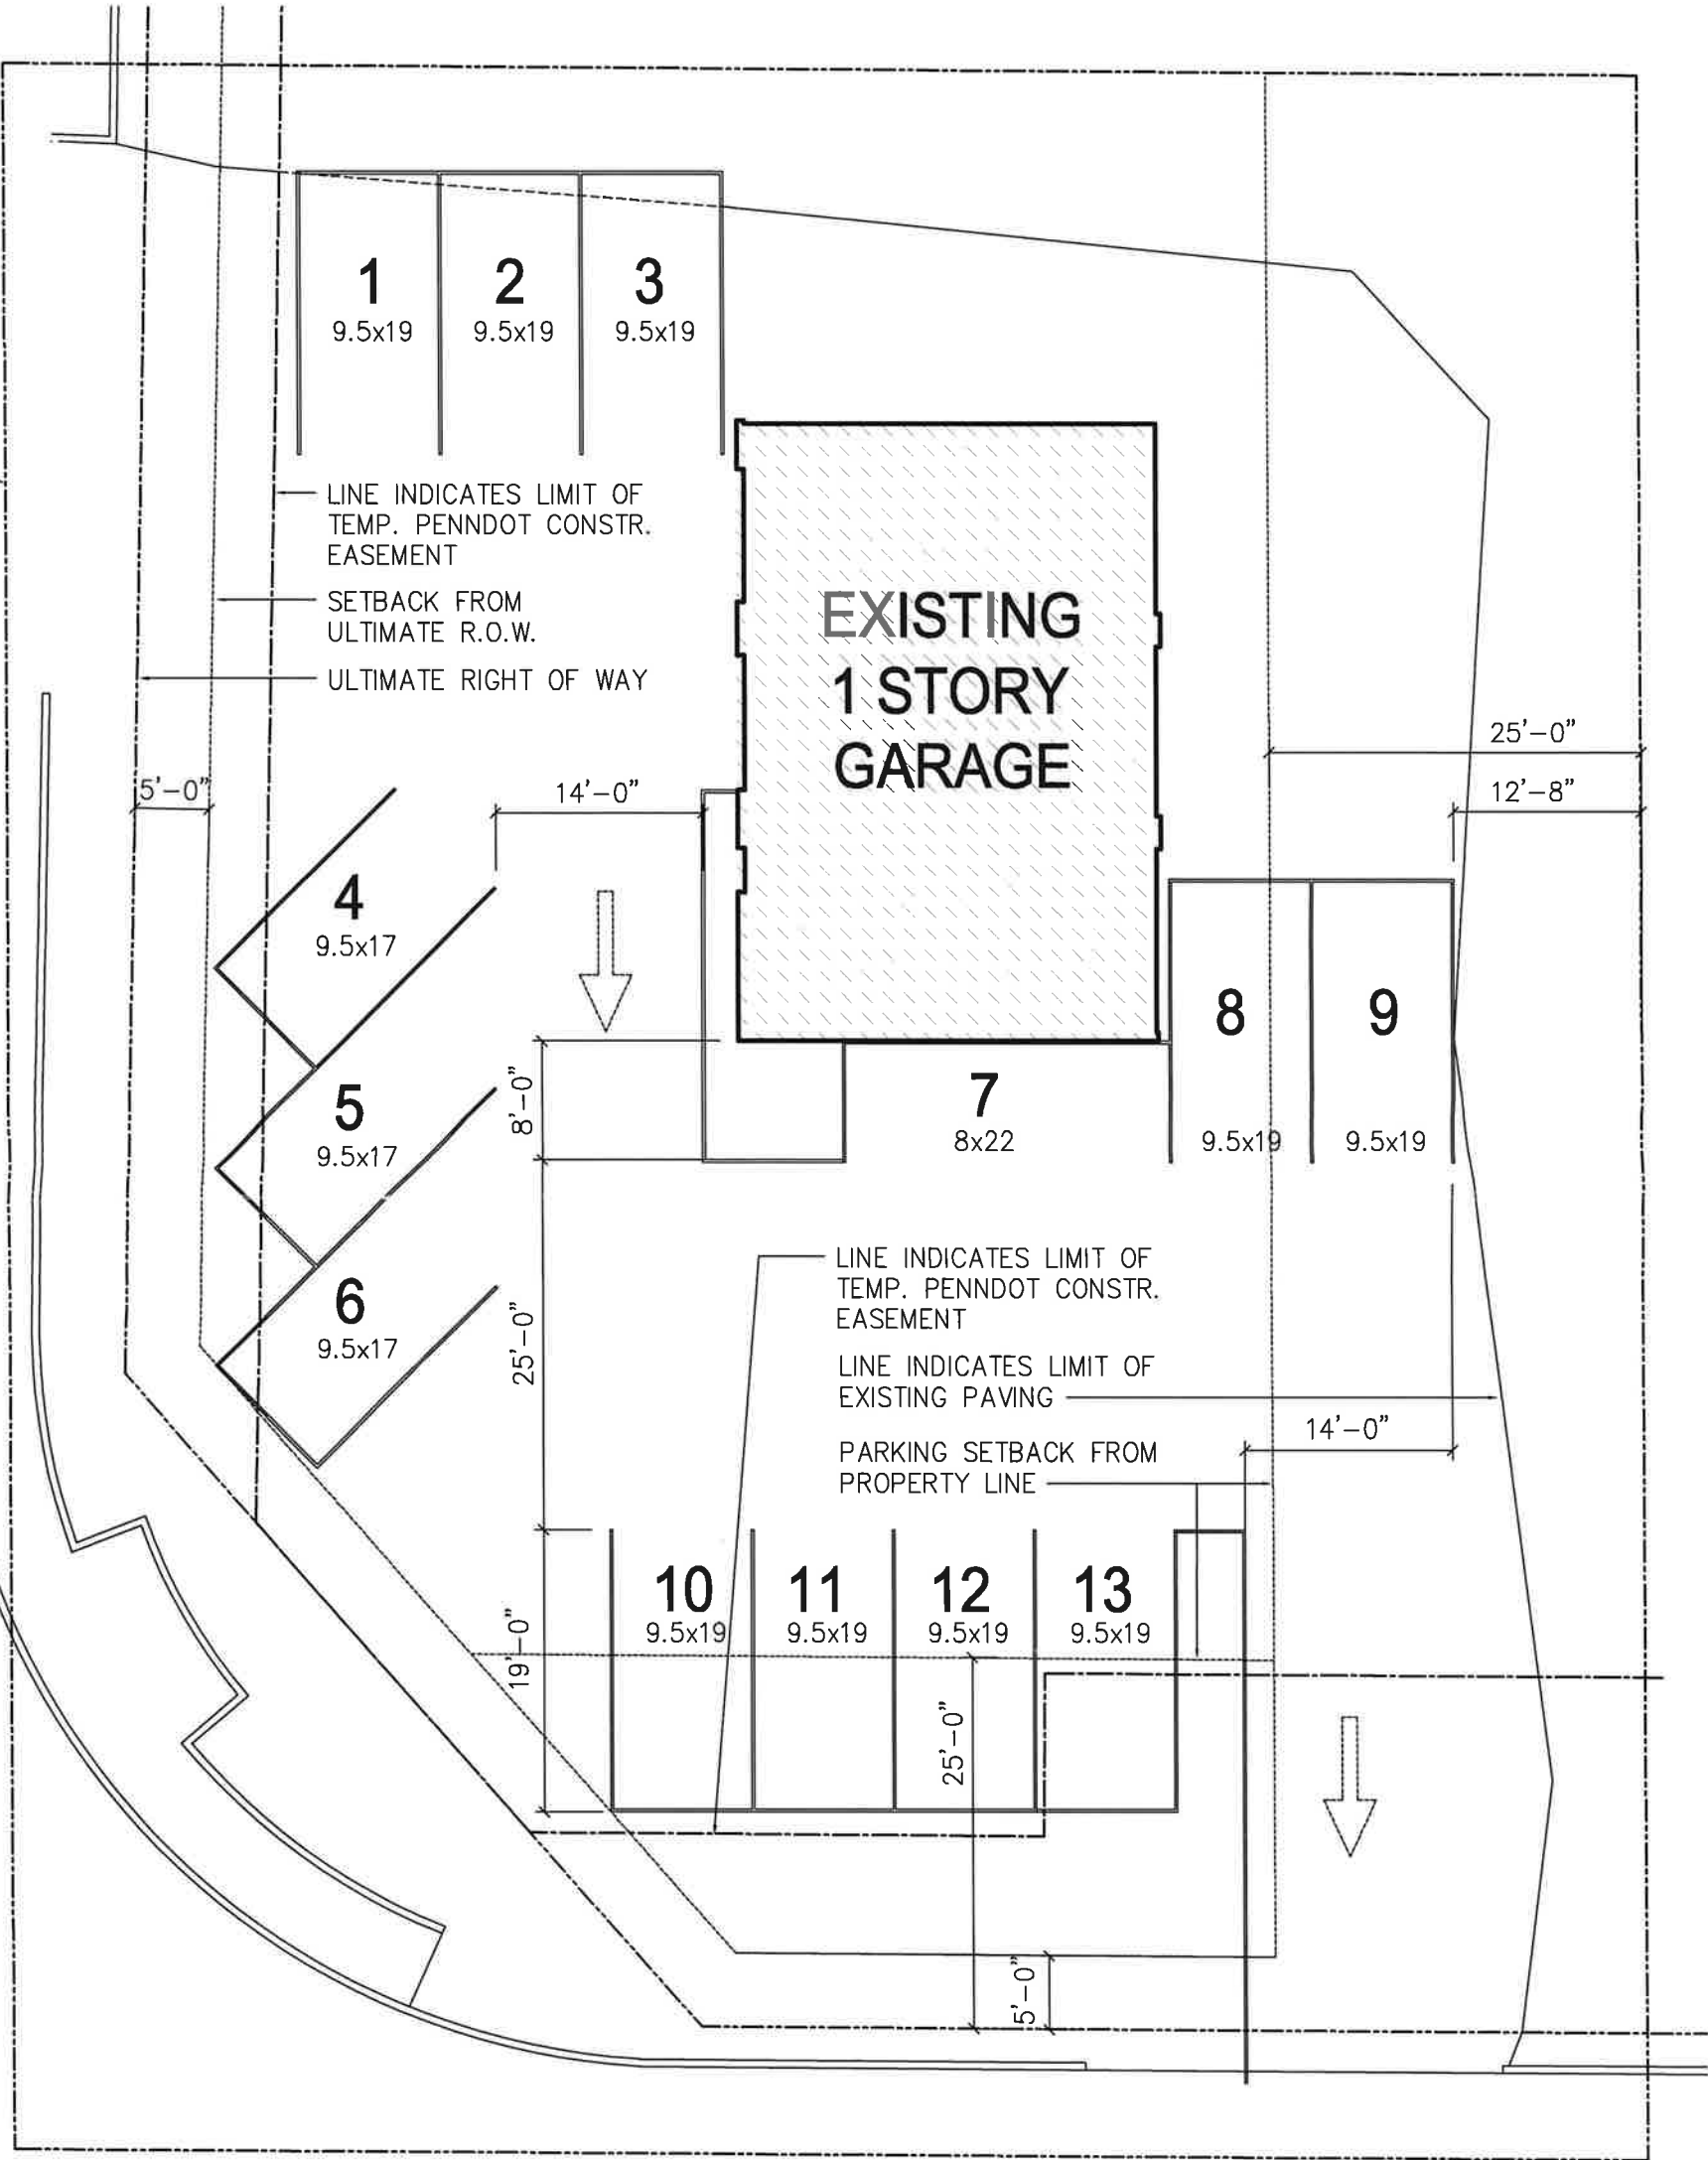 1
9.5x19
2
9.5x19
3
9.5x19
LINE INDICATES LIMIT OF
TEMP. PENNDOT CONSTR.
EASEMENT
SETBACK FROM
ULTIMATE R.O.W.
ULTIMATE RIGHT OF WAY
EXISTING
1 STORY
GARAGE
25'-0"
12'-8"
5'-0"
14'-0"
4
9.5x17
5
9.5x17
6
9.5x17
8'-0"
7
8x22
8
9.5x19
9
9.5x19
25'-0"
LINE INDICATES LIMIT OF
TEMP. PENNDOT CONSTR.
EASEMENT
LINE INDICATES LIMIT OF
EXISTING PAVING
PARKING SETBACK FROM
PROPERTY LINE
14'-0"
10
9.5x19
11
9.5x19
12
9.5x19
13
9.5x19
19'-0"
25'-0"
5'-0"